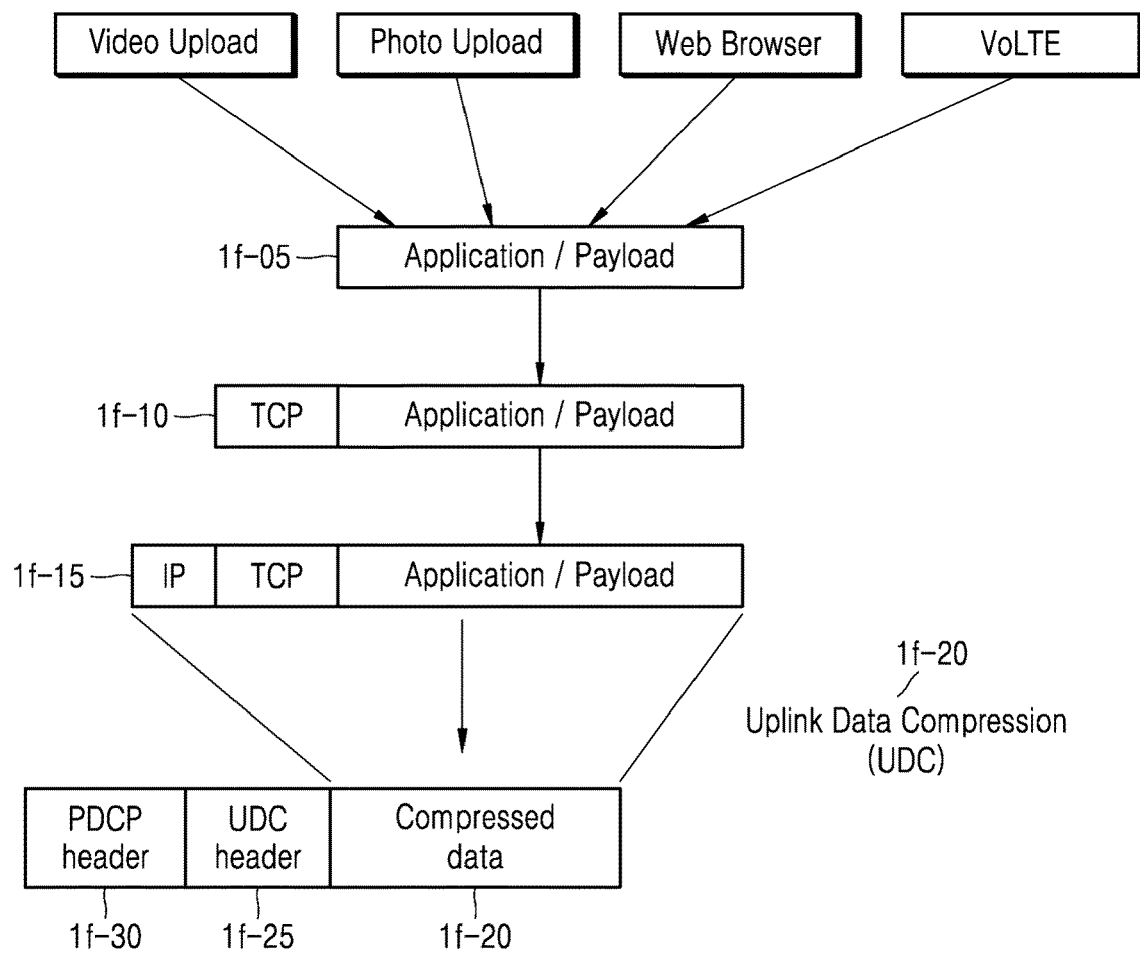 Video Upload
Photo Upload
Web Browser
VoLTE
1f-05
Application / Payload
1f-10
TCP
Application / Payload
1f-15
IP
TCP
Application / Payload
1f-20
Uplink Data Compression
(UDC)
PDCP
header
UDC
header
Compressed
data
1f-30
1f-25
1f-20